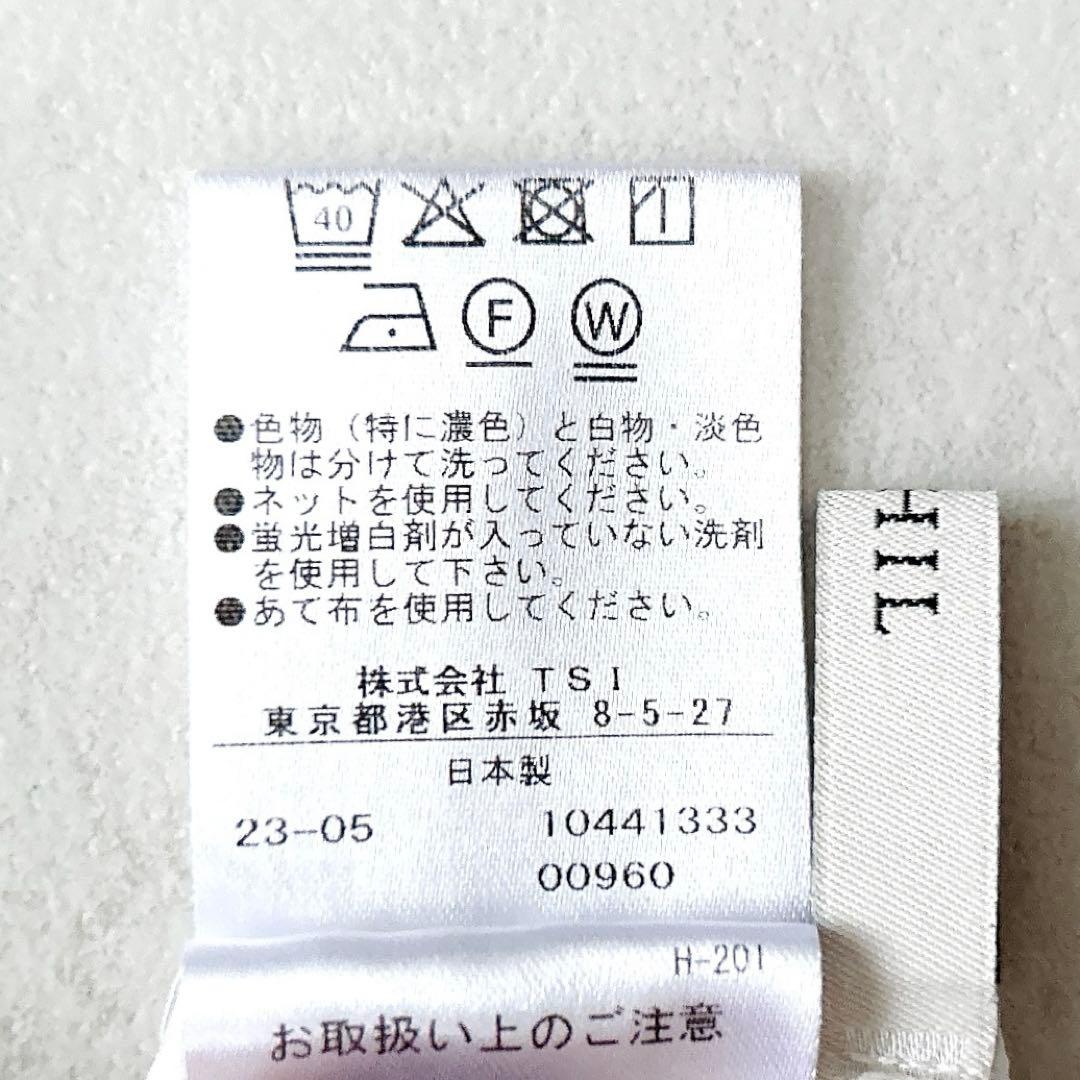 40
F
W
●色物（特に濃色）と白物・淡色
物は分けて洗ってください。
●ネットを使用してください。
●蛍光増白剤が入っていない洗剤
を使用して下さい。
●あて布を使用してください。
株式会社 TSI
東京都港区赤坂 8-5-27
日本製
23-05 10441333
00960
H-201
お取扱い上のご注意
HIL